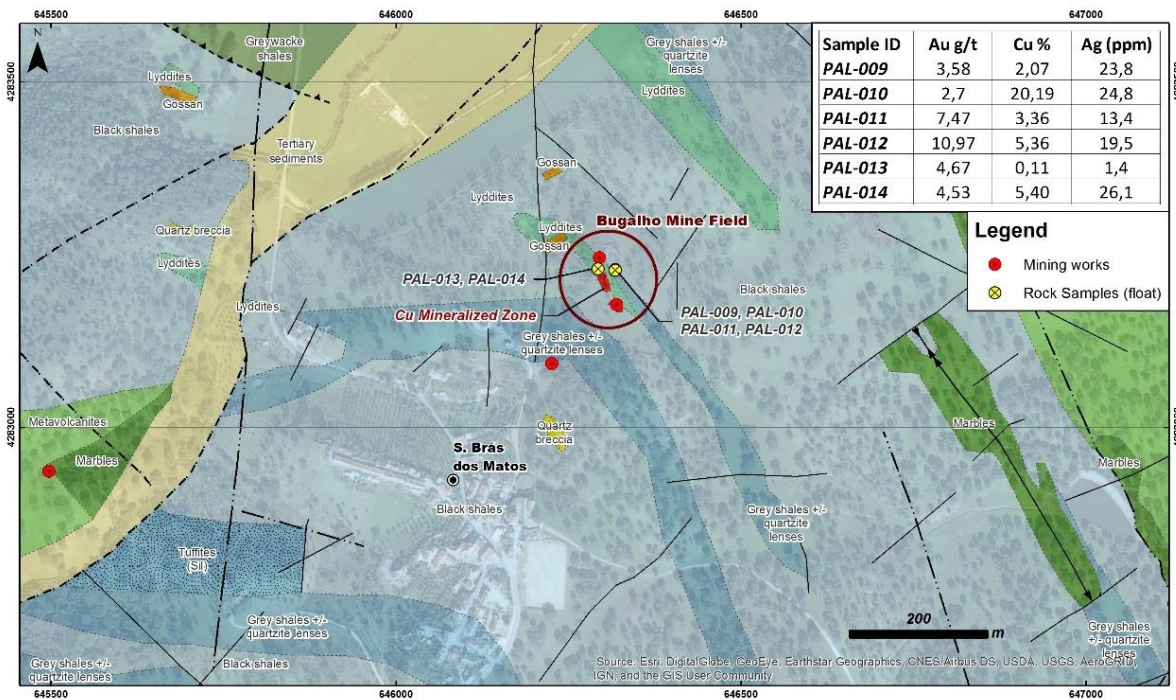 645500
646000
646500
647000
N
4283500
4283000
Greywacke
shales
Lyddites
Gossan
Black shales
Tertiary
sediments
Grey shales +/-
quartzite
lenses
Lyddites
Sample ID Au g/t Cu % Ag (ppm)
PAL-009 3,58 2,07 23,8
PAL-010 2,7 20,19 24,8
PAL-011 7,47 3,36 13,4
PAL-012 10,97 5,36 19,5
PAL-013 4,67 0,11 1,4
PAL-014 4,53 5,40 26,1
Legend
Mining works
Rock Samples (float)
Gossan
Lyddites
Quartz breccia
Lyddites
Lyddites
Gossan
Bugalho Mine Field
PAL-013, PAL-014
Cu Mineralized Zone
Black shales
PAL-009, PAL-010
PAL-011, PAL-012
Lyddites
Grey shales +/-
quartzite lenses
Metavolcanites
Marbles
Quartz
breccia
S. Brás
dos Matos
Black shales
Marbles
Marbles
Grey shales +/-
quartzite
lenses
Tuffites
(Sil)
Grey shales +/-
quartzite lenses
Grey shales +/-
quartzite lenses
Black shales
200
m
Grey shales
+/- quartzite
lenses
Source: Esri, DigitalGlobe, GeoEye, Earthstar Geographics, CNES/Airbus DS, USDA, USGS, AeroGRID,
IGN, and the GIS User Community
645500
646000
646500
647000